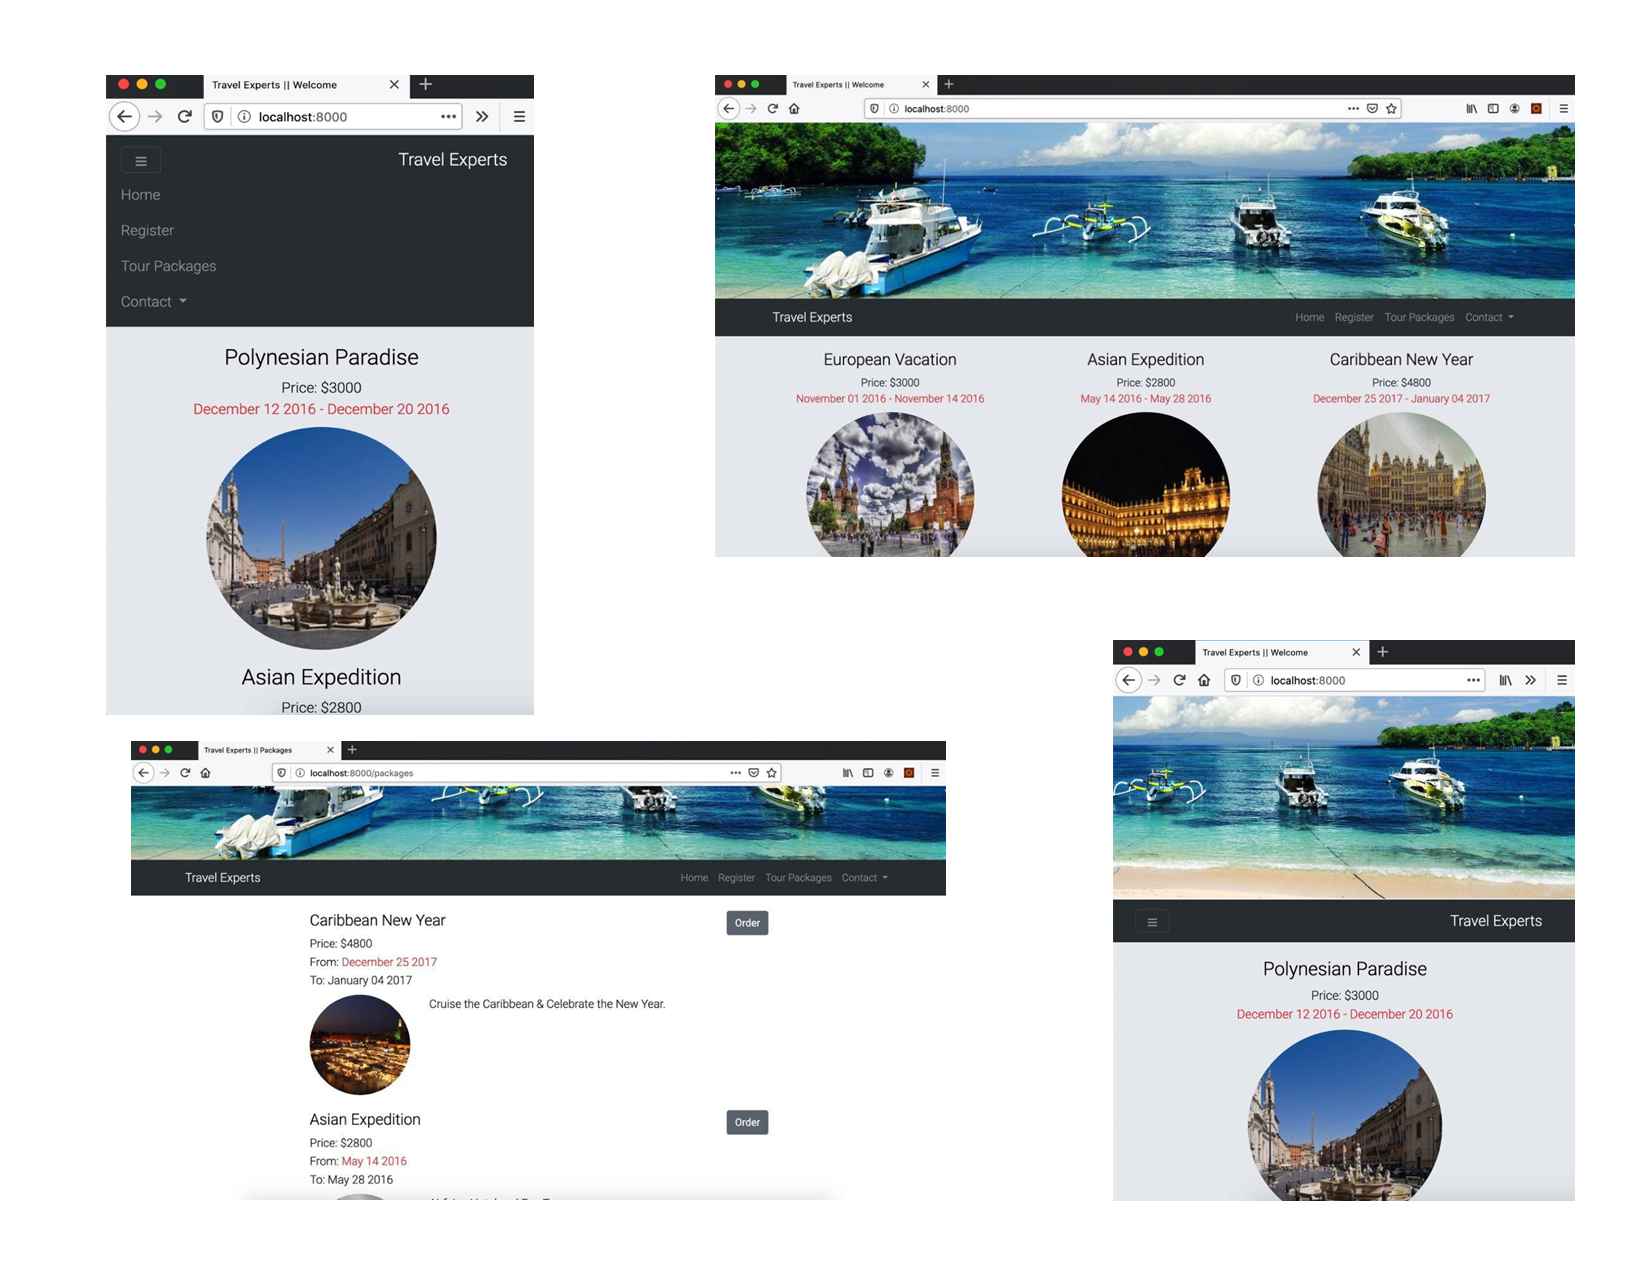 Travel Experts || Welcome
localhost:8000
Travel Experts
Home
Register
Tour Packages
Contact
Polynesian Paradise
Price: $3000
December 12 2016 - December 20 2016
Asian Expedition
Price: $2800
Travel Experts || Welcome
localhost:8000
Travel Experts
Home Register Tour Packages Contact
European Vacation
Price: $3000
November 01 2016 - November 14 2016
Asian Expedition
Price: $2800
May 14 2016 - May 28 2016
Caribbean New Year
Price: $4800
December 25 2017 - January 04 2017
Travel Experts || Packages
localhost:8000/packages
Travel Experts
Home Register Tour Packages Contact
Caribbean New Year
Order
Price: $4800
From: December 25 2017
To: January 04 2017
Cruise the Caribbean & Celebrate the New Year.
Asian Expedition
Order
Price: $2800
From: May 14 2016
To: May 28 2016
Travel Experts || Welcome
localhost:8000
Travel Experts
Polynesian Paradise
Price: $3000
December 12 2016 - December 20 2016